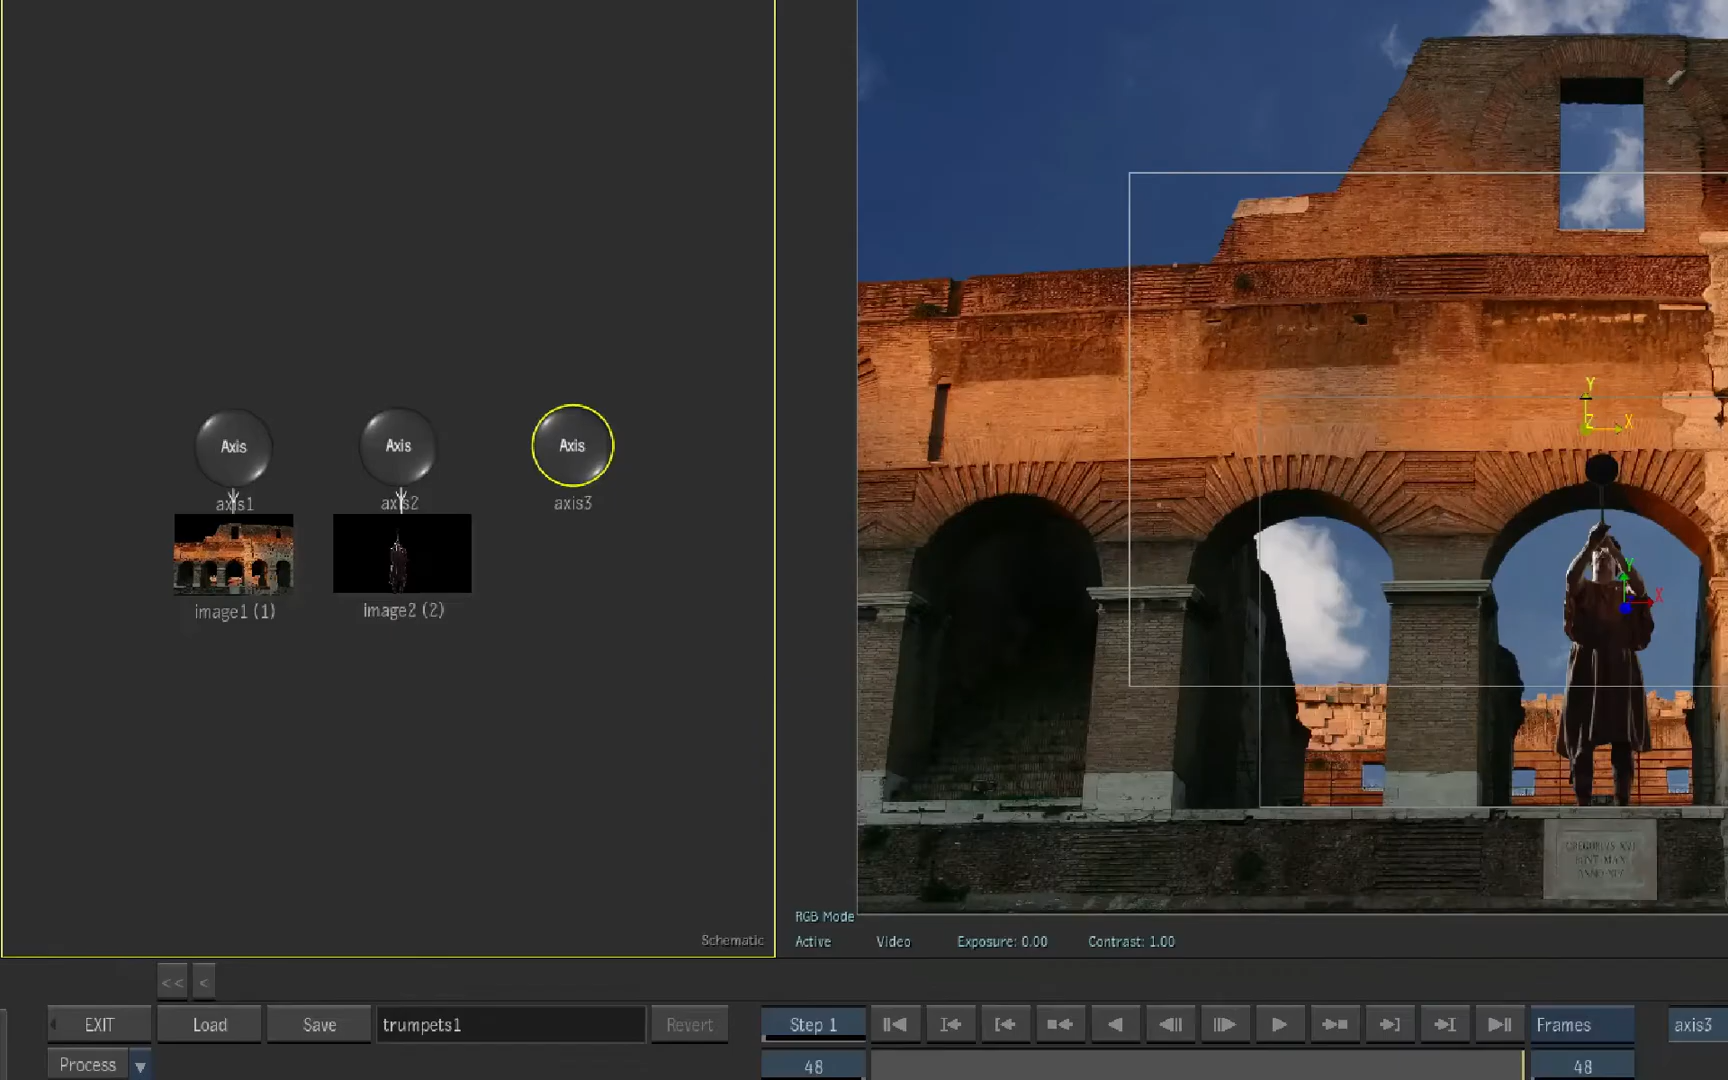 Axis
Axis
Axis
axis1
axis2
axis3
image1 (1)
image2 (2)
Schematic
Y
Z
X
Y
X
RGB Mode
Active
Video
Exposure: 0.00
Contrast: 1.00
<<
<
EXIT
Load
Save
trumpets1
Revert
Step 1
Frames
axis3
Process
48
48